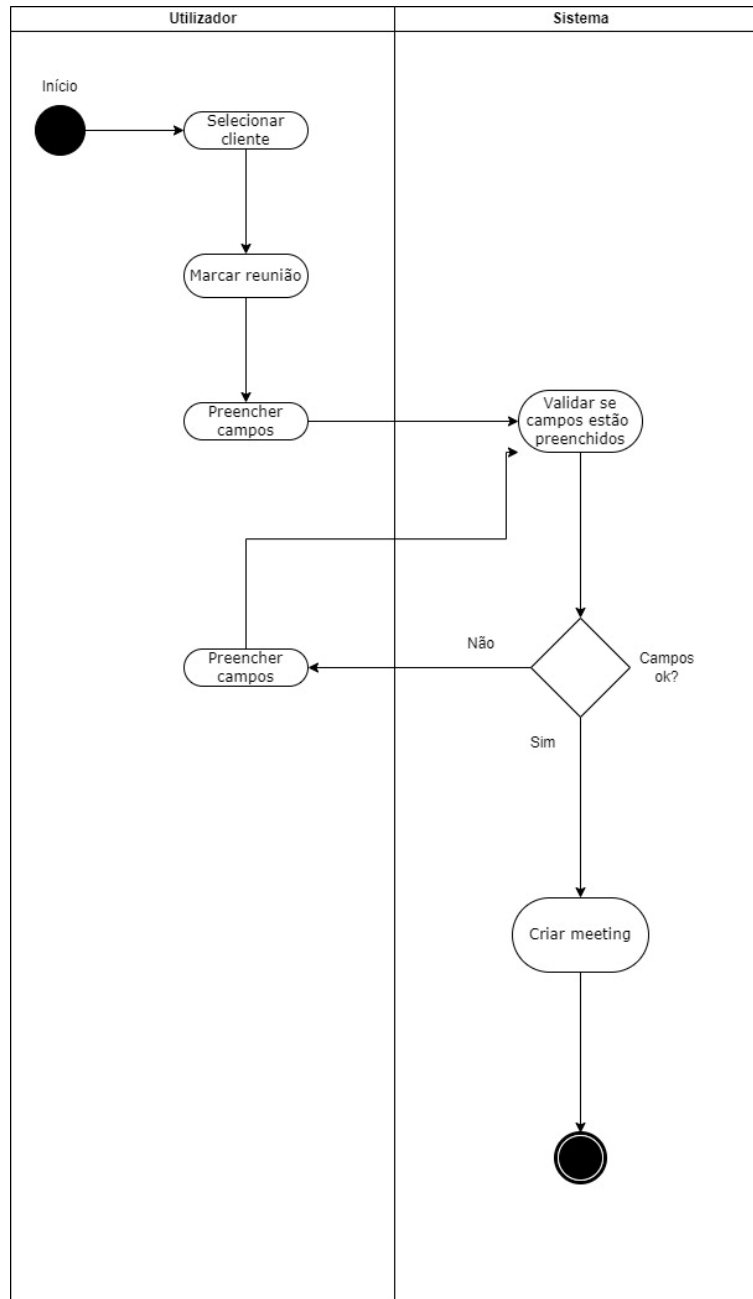 Utilizador
Sistema
Início
Selecionar
cliente
Marcar reunião
Preencher
campos
Validar se
campos estão
preenchidos
Não
Preencher
campos
Campos
ok?
Sim
Criar meeting